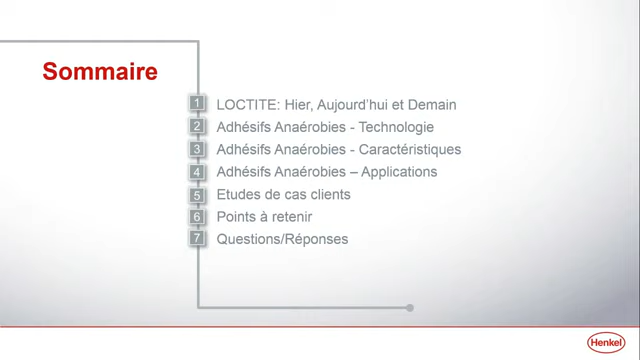 Sommaire
1 LOCTITE: Hier, Aujourd'hui et Demain
2 Adhésifs Anaérobies - Technologie
3 Adhésifs Anaérobies - Caractéristiques
4 Adhésifs Anaérobies – Applications
5 Etudes de cas clients
6 Points à retenir
7 Questions/Réponses
Henkel